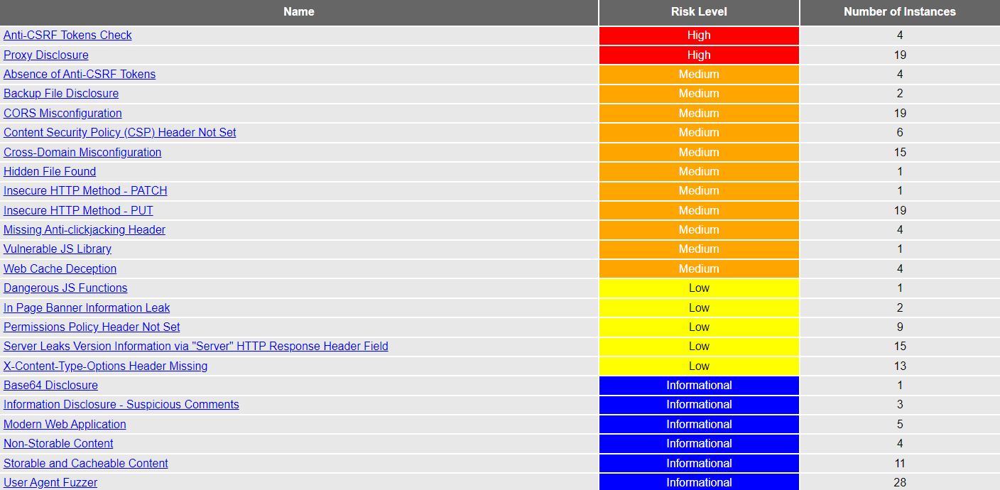 Name Risk Level Number of Instances
Anti-CSRF Tokens Check High 4
Proxy Disclosure High 19
Absence of Anti-CSRF Tokens Medium 4
Backup File Disclosure Medium 2
CORS Misconfiguration Medium 19
Content Security Policy (CSP) Header Not Set Medium 6
Cross-Domain Misconfiguration Medium 15
Hidden File Found Medium 1
Insecure HTTP Method - PATCH Medium 1
Insecure HTTP Method - PUT Medium 19
Missing Anti-clickjacking Header Medium 4
Vulnerable JS Library Medium 1
Web Cache Deception Medium 4
Dangerous JS Functions Low 1
In Page Banner Information Leak Low 2
Permissions Policy Header Not Set Low 9
Server Leaks Version Information via "Server" HTTP Response Header Field Low 15
X-Content-Type-Options Header Missing Low 13
Base64 Disclosure Informational 1
Information Disclosure - Suspicious Comments Informational 3
Modern Web Application Informational 5
Non-Storable Content Informational 4
Storable and Cacheable Content Informational 11
User Agent Fuzzer Informational 28